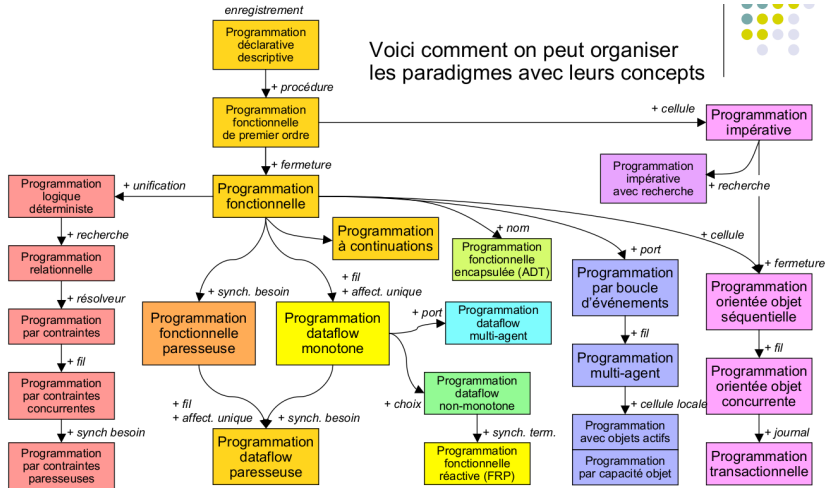 enregistrement
Programmation
déclarative
descriptive
Voici comment on peut organiser
les paradigmes avec leurs concepts
+ procédure
Programmation
fonctionnelle
de premier ordre
+ cellule
Programmation
impérative
+ fermeture
Programmation
impérative
avec recherche
+ recherche
Programmation
logique
déterministe
+ unification
Programmation
fonctionnelle
+ recherche
Programmation
à continuations
+ nom
Programmation
fonctionnelle
encapsulée (ADT)
+ cellule
+ port
+ fermeture
Programmation
relationnelle
+ résolveur
+ synch. besoin
+ fil
+ affect. unique
Programmation
par boucle
d'événements
Programmation
orientée objet
séquentielle
Programmation
par contraintes
Programmation
fonctionnelle
paresseuse
Programmation
dataflow
monotone
+ port
Programmation
dataflow
multi-agent
+ fil
+ fil
+ fil
Programmation
par contraintes
concurrentes
+ fil
+ affect. unique
+ synch. besoin
+ choix
Programmation
dataflow
non-monotone
Programmation
multi-agent
Programmation
orientée objet
concurrente
+ synch besoin
+ synch. term.
+ cellule locale
+ journal
Programmation
par contraintes
paresseuses
Programmation
dataflow
paresseuse
Programmation
fonctionnelle
réactive (FRP)
Programmation
avec objets actifs
Programmation
par capacité objet
Programmation
transactionnelle